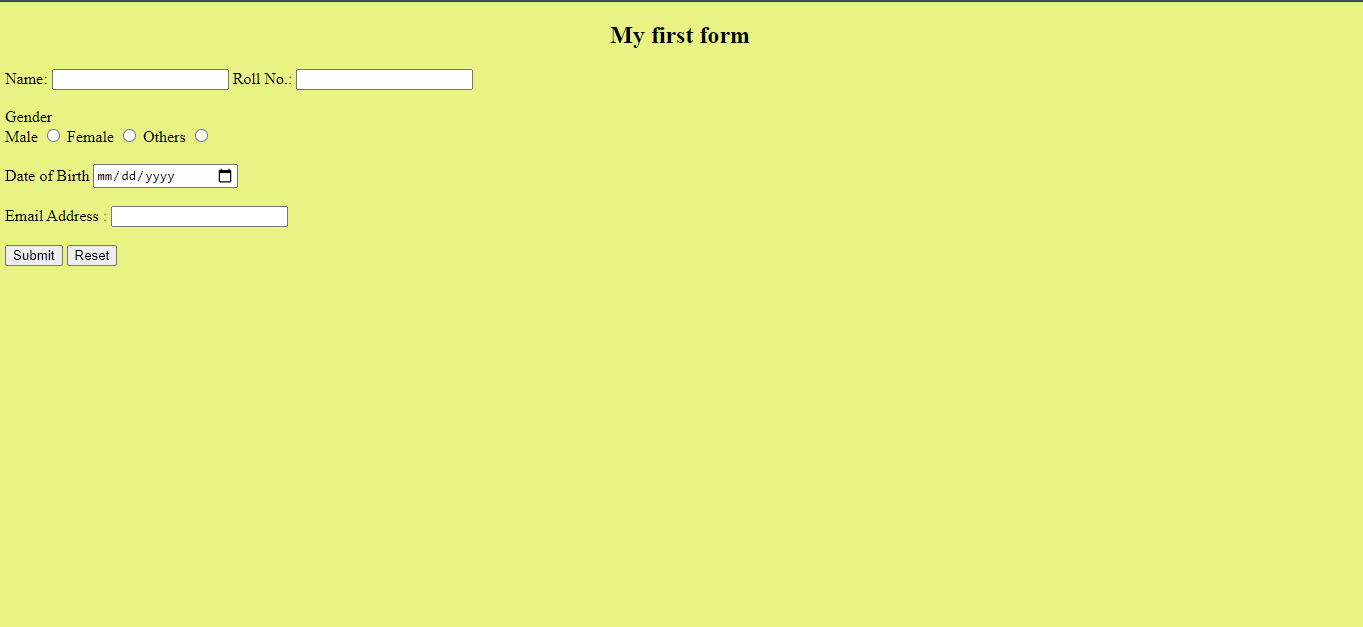 My first form
Name: Roll No.:
Gender
Male Female Others
Date of Birth mm/dd/yyyy
Email Address :
Submit Reset